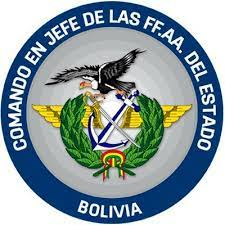 COMANDO EN JEFE DE LAS FF.AA. DEL ESTADO
BOLIVIA